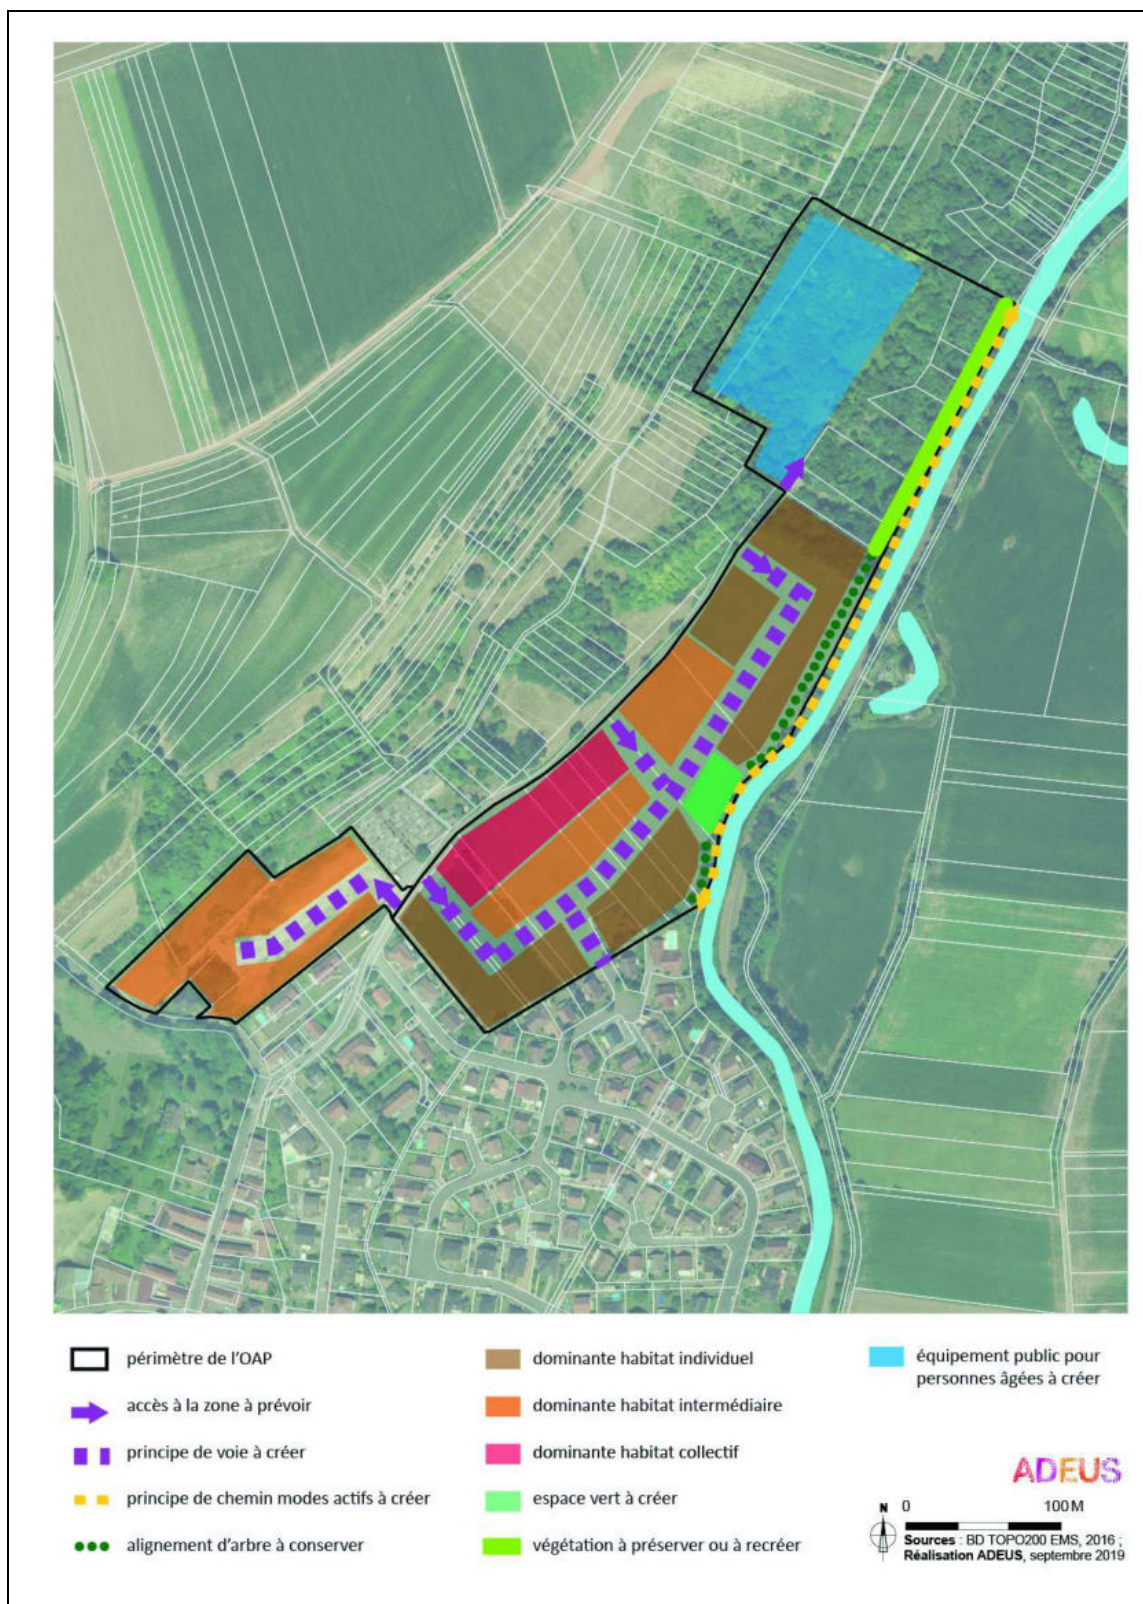 périmètre de l'OAP
accès à la zone à prévoir
principe de voie à créer
principe de chemin modes actifs à créer
alignement d'arbre à conserver
dominante habitat individuel
dominante habitat intermédiaire
dominante habitat collectif
espace vert à créer
végétation à préserver ou à recréer
équipement public pour
personnes âgées à créer
ADEUS
N 0 100 M
Sources : BD TOPO200 EMS, 2016 ;
Réalisation ADEUS, septembre 2019